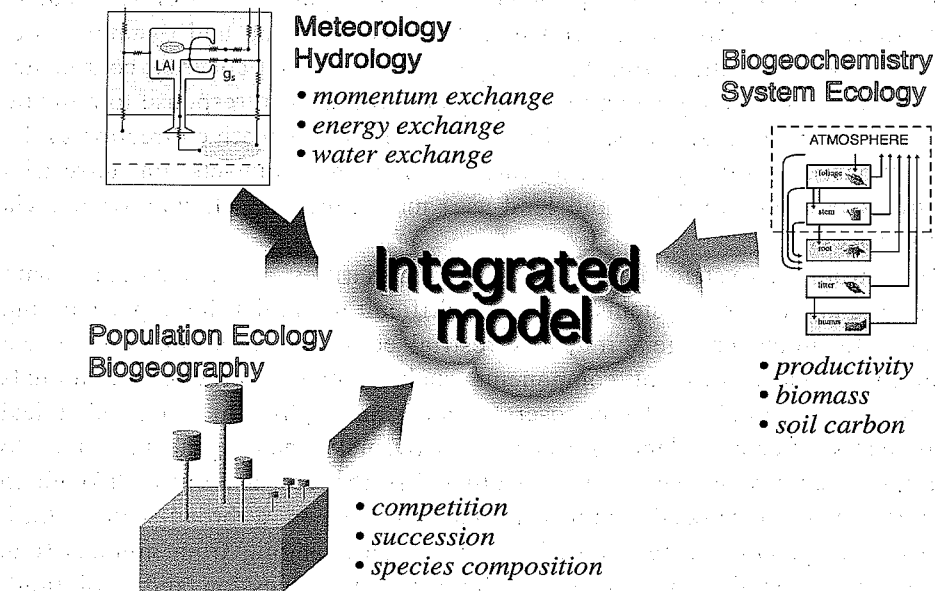 Meteorology
Hydrology
• momentum exchange
• energy exchange
• water exchange
LAI
gs
Biogeochemistry
System Ecology
ATMOSPHERE
foliage
stem
root
litter
humus
• productivity
• biomass
• soil carbon
Integrated
model
Population Ecology
Biogeography
• competition
• succession
• species composition